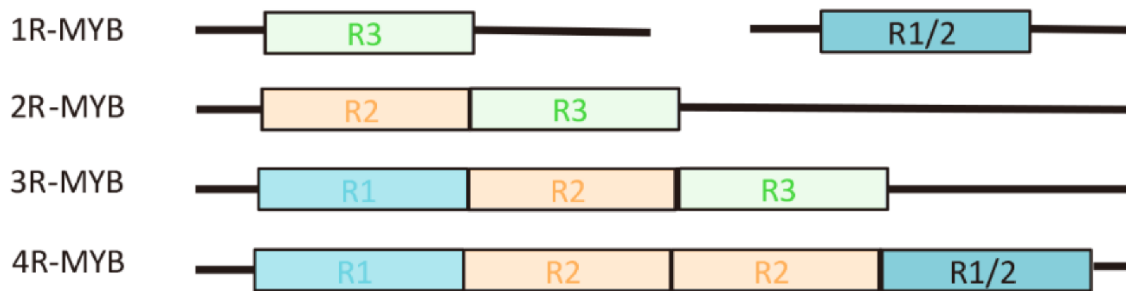 1R-MYB R3 R1/2
2R-MYB R2 R3
3R-MYB R1 R2 R3
4R-MYB R1 R2 R2 R1/2